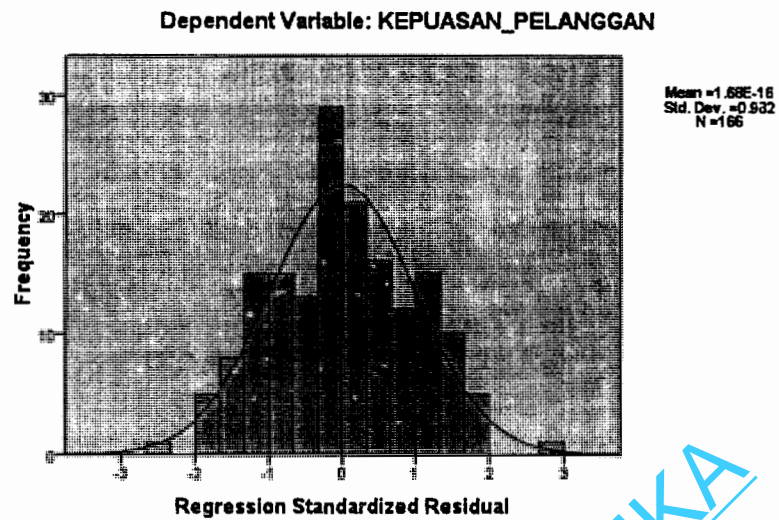 Dependent Variable: KEPUASAN_PELANGGAN
Mean =1.68E-16
Std. Dev. =0.932
N =166
Frequency
30
20
10
0
-3 -2 -1 0 1 2 3
Regression Standardized Residual
IKA